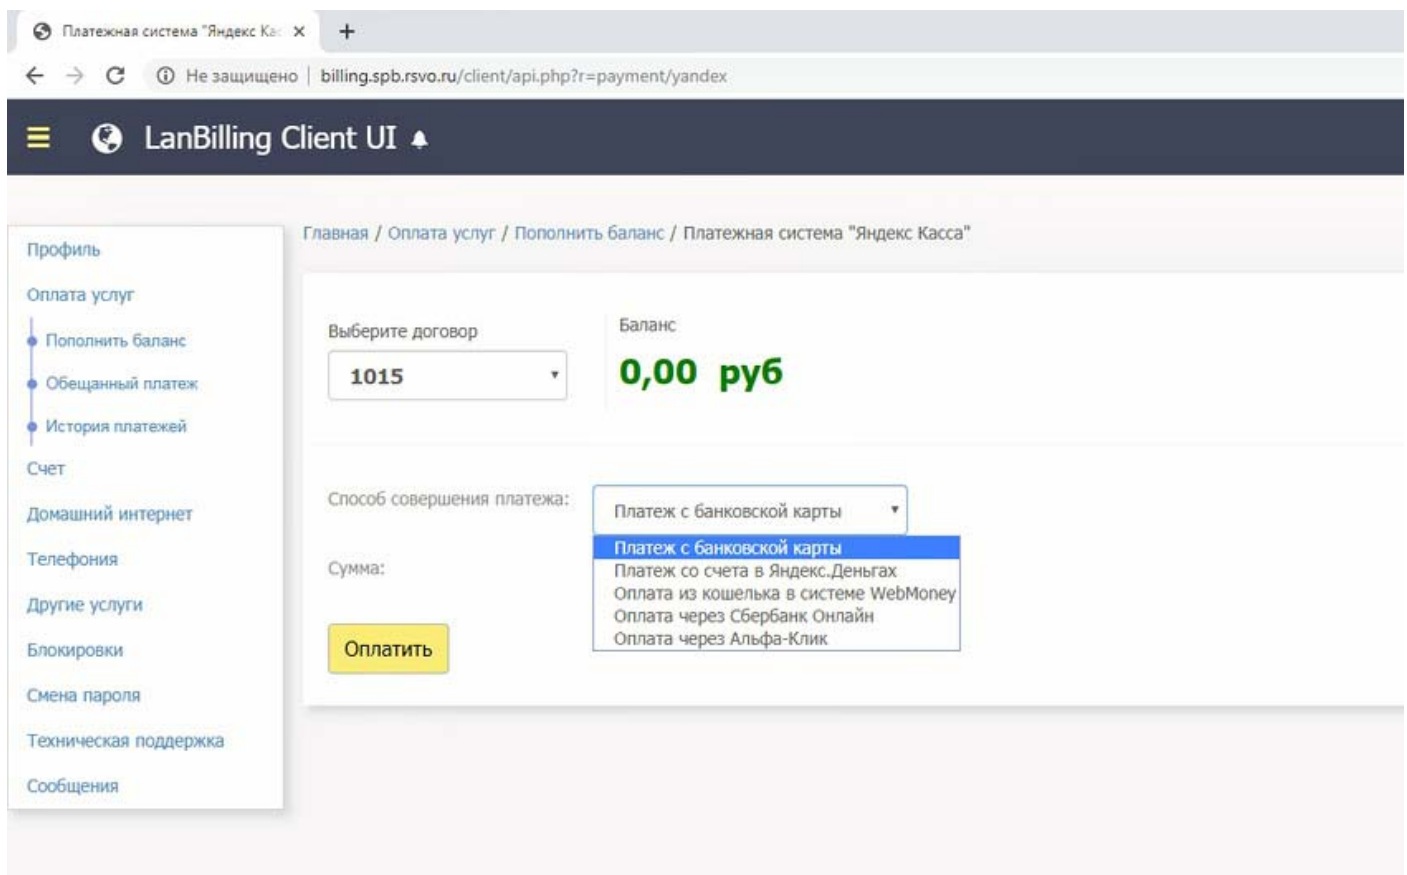 Платежная система "Яндекс Кас
Не защищено | billing.spb.rsvo.ru/client/api.php?r=payment/yandex
LanBilling Client UI
Главная / Оплата услуг / Пополнить баланс / Платежная система "Яндекс Касса"
Профиль
Оплата услуг
Пополнить баланс
Обещанный платеж
История платежей
Счет
Домашний интернет
Телефония
Другие услуги
Блокировки
Смена пароля
Техническая поддержка
Сообщения
Выберите договор
1015
Баланс
0,00 руб
Способ совершения платежа:
Платеж с банковской карты
Платеж с банковской карты
Платеж со счета в Яндекс.Деньгах
Оплата из кошелька в системе WebMoney
Оплата через Сбербанк Онлайн
Оплата через Альфа-Клик
Сумма:
Оплатить